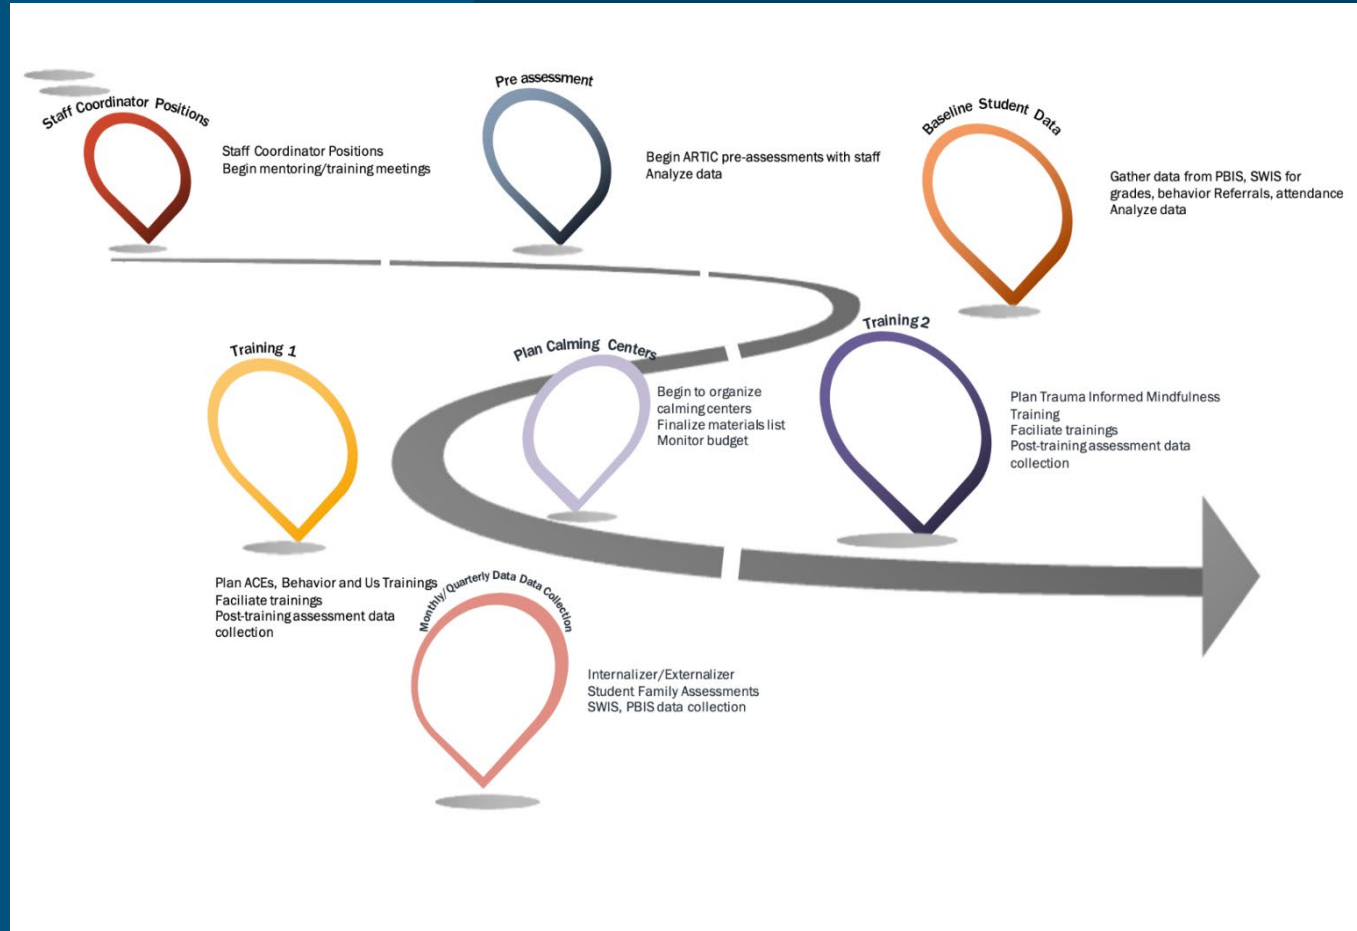 Staff Coordinator Positions
Staff Coordinator Positions
Begin mentoring/training meetings
Pre assessment
Begin ARTIC pre-assessments with staff
Analyze data
Baseline Student Data
Gather data from PBIS, SWIS for
grades, behavior Referrals, attendance
Analyze data
Training 1
Plan ACEs, Behavior and Us Trainings
Faciliate trainings
Post-training assessment data
collection
Plan Calming Centers
Begin to organize
calming centers
Finalize materials list
Monitor budget
Training 2
Plan Trauma Informed Mindfulness
Training
Faciliate trainings
Post-training assessment data
collection
Monthly/Quarterly Data Data Collection
Internalizer/Externalizer
Student Family Assessments
SWIS, PBIS data collection